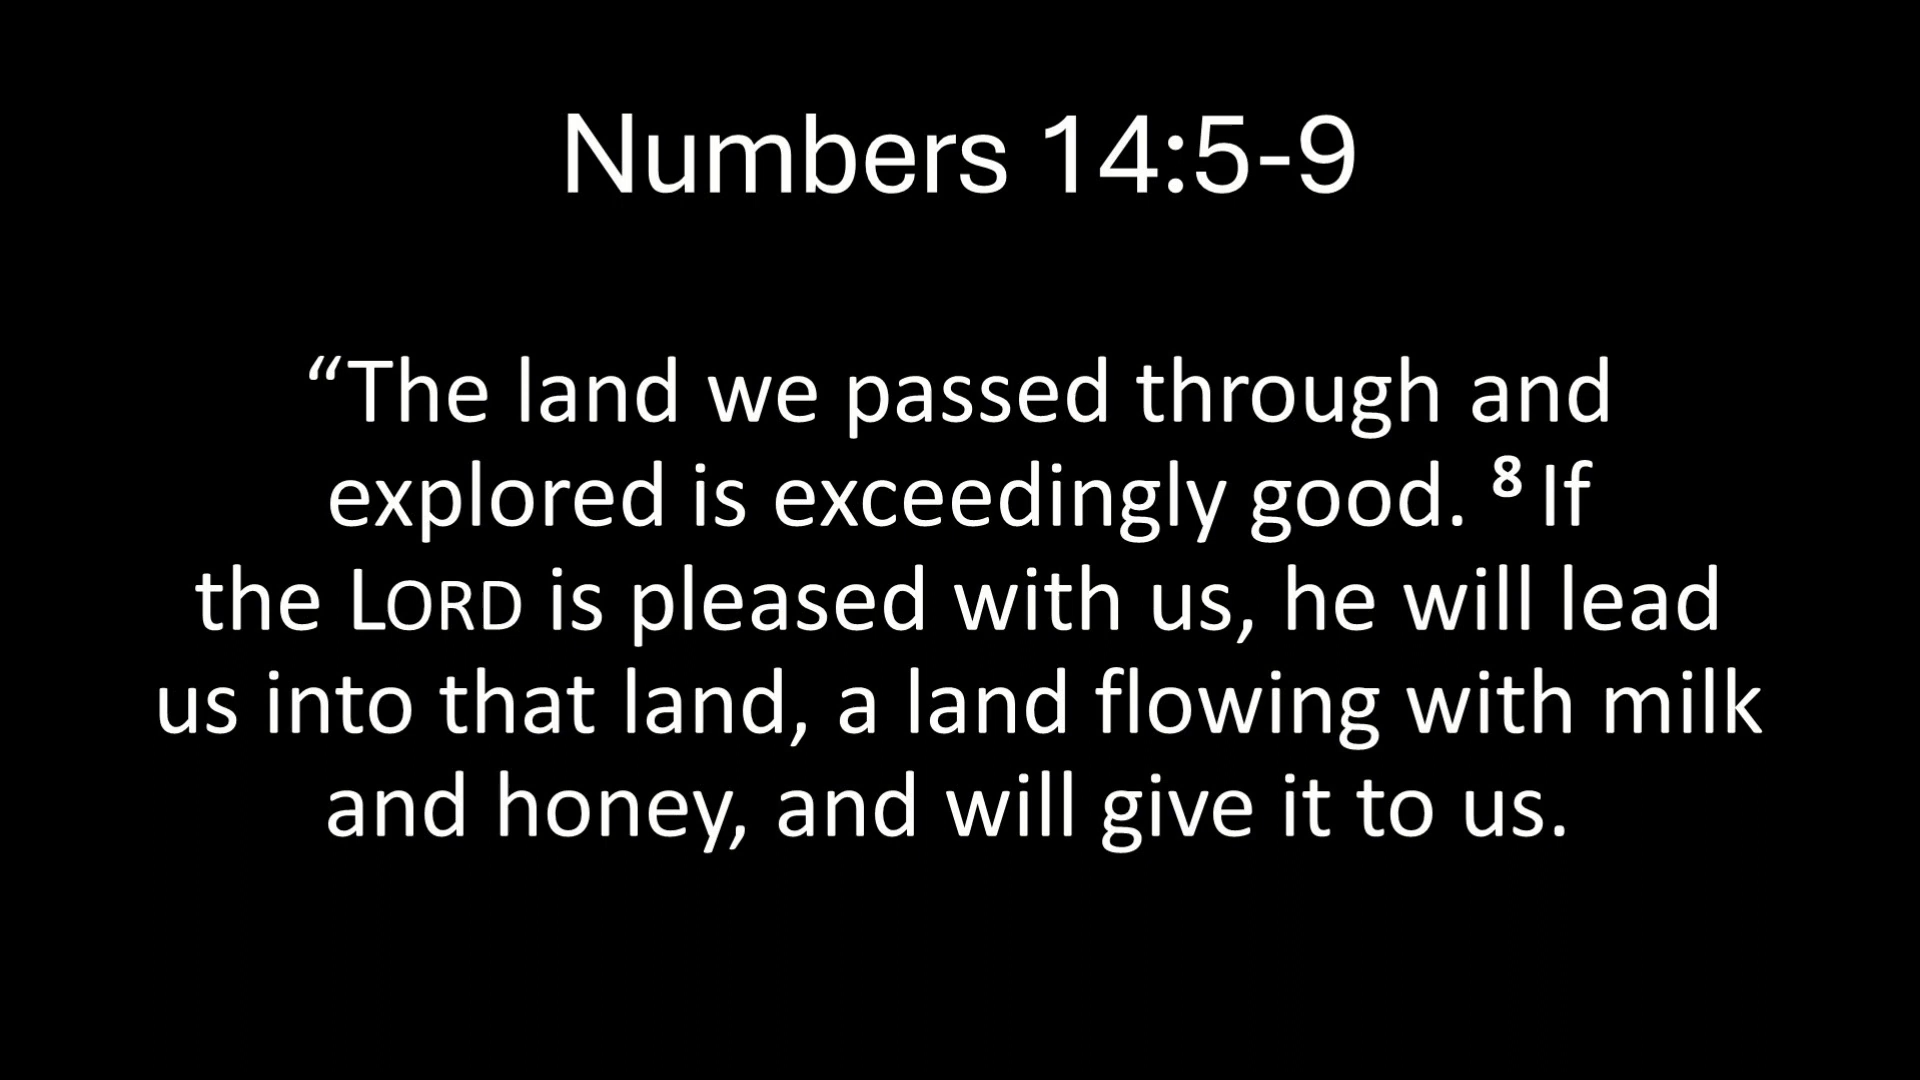 Numbers 14:5-9
“The land we passed through and
explored is exceedingly good. ⁸ If
the LORD is pleased with us, he will lead
us into that land, a land flowing with milk
and honey, and will give it to us.